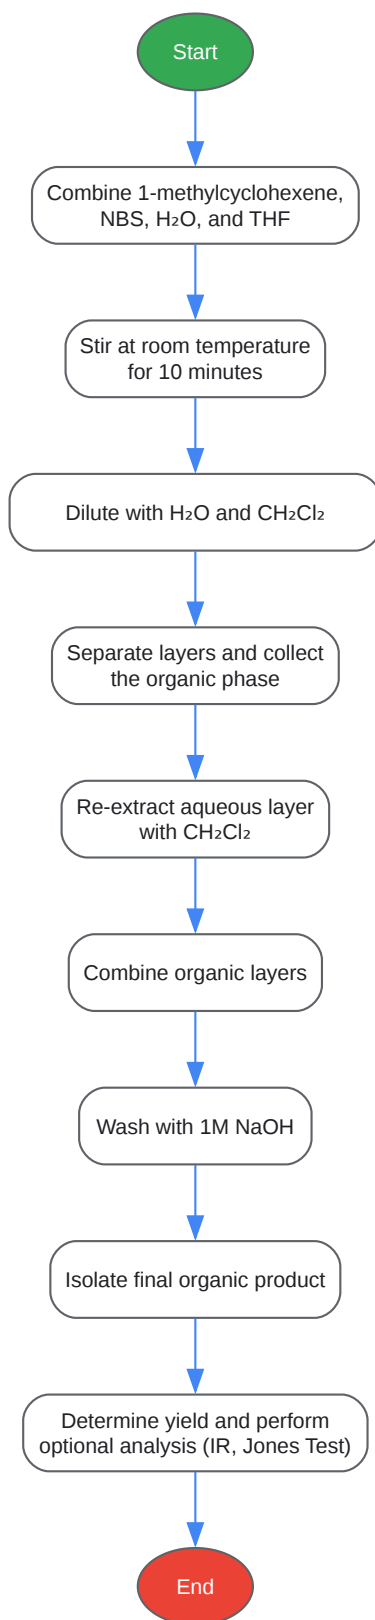 Start
Combine 1-methylcyclohexene,
NBS, H₂O, and THF
Stir at room temperature
for 10 minutes
Dilute with H₂O and CH₂Cl₂
Separate layers and collect
the organic phase
Re-extract aqueous layer
with CH₂Cl₂
Combine organic layers
Wash with 1M NaOH
Isolate final organic product
Determine yield and perform
optional analysis (IR, Jones Test)
End